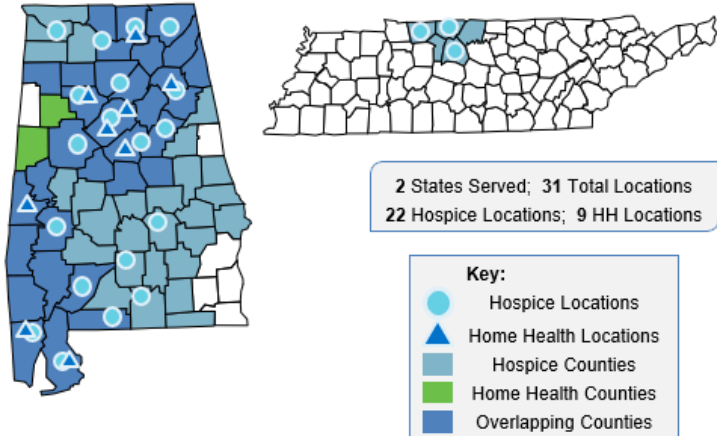 2 States Served; 31 Total Locations
22 Hospice Locations; 9 HH Locations
Key:
Hospice Locations
Home Health Locations
Hospice Counties
Home Health Counties
Overlapping Counties